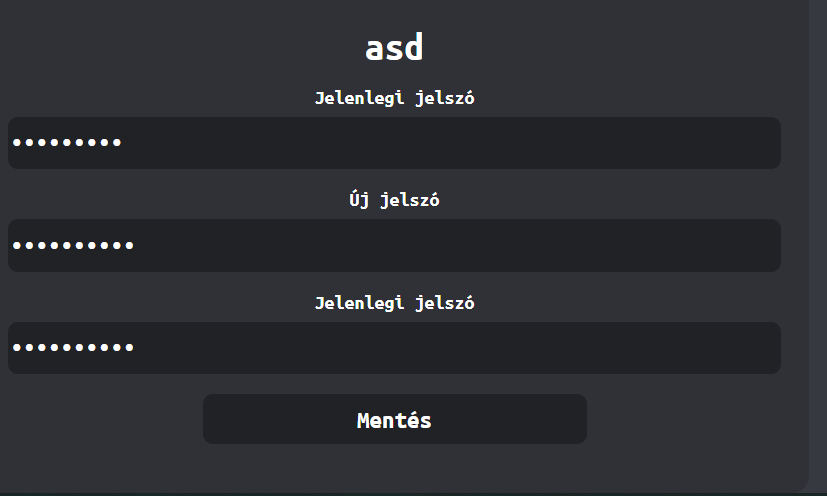 asd
Jelenlegi jelszó
•••••••••
Új jelszó
••••••••••
Jelenlegi jelszó
••••••••••
Mentés